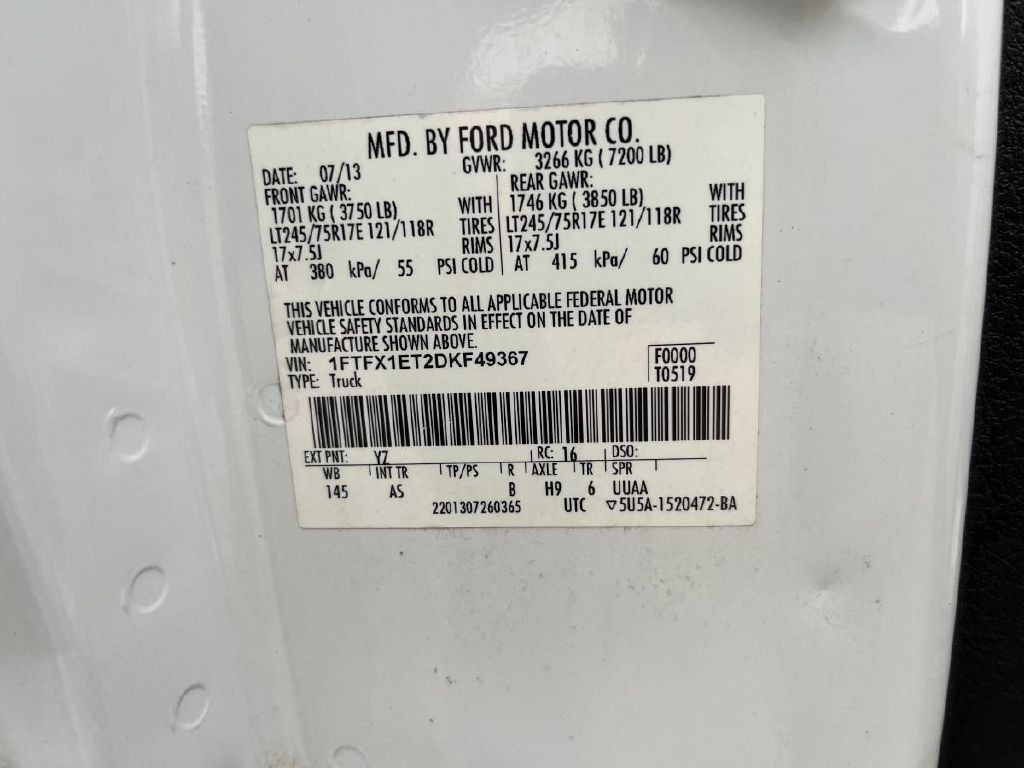 MFD. BY FORD MOTOR CO.
DATE: 07/13 GVWR: 3266 KG ( 7200 LB)
FRONT GAWR: REAR GAWR:
1701 KG ( 3750 LB) WITH 1746 KG ( 3850 LB) WITH
LT245/75R17E 121/118R TIRES LT245/75R17E 121/118R TIRES
17x7.5J RIMS 17x7.5J RIMS
AT 380 kPa/ 55 PSI COLD AT 415 kPa/ 60 PSI COLD
THIS VEHICLE CONFORMS TO ALL APPLICABLE FEDERAL MOTOR
VEHICLE SAFETY STANDARDS IN EFFECT ON THE DATE OF
MANUFACTURE SHOWN ABOVE.
VIN: 1FTFX1ET2DKF49367 F0000
TYPE: Truck T0519
EXT PNT: YZ RC: 16 DSO:
WB INT TR TP/PS R AXLE TR SPR
145 AS B H9 6 UUAA
2201307260365 UTC ▽5U5A-1520472-BA